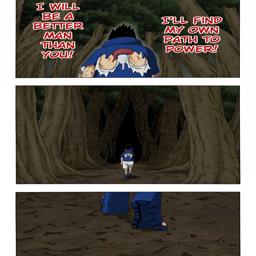 I WILL
BE A
BETTER
MAN
THAN
YOU!
I'LL FIND
MY OWN
PATH TO
POWER!